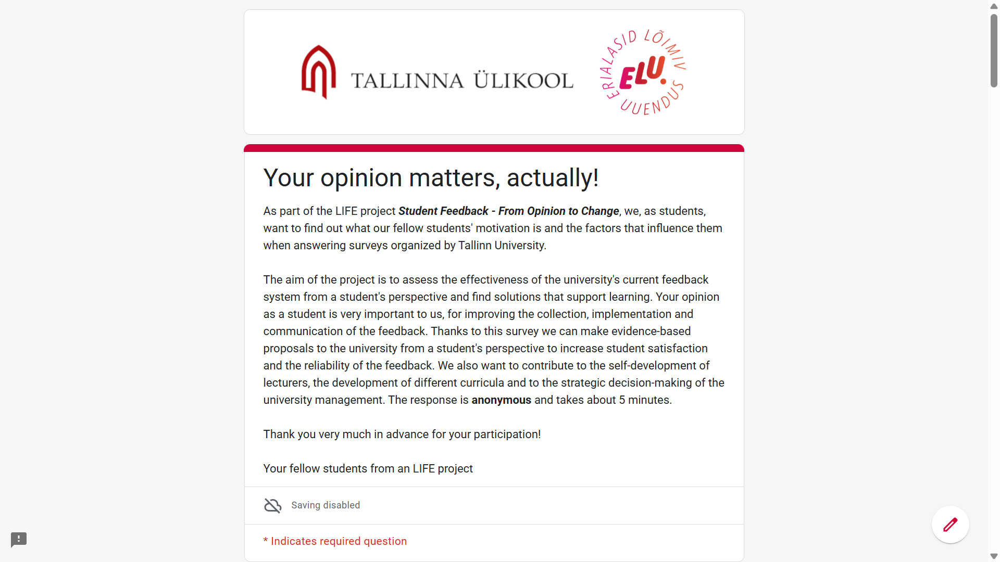 TALLINNA ÜLIKOOL
ERIALASID LÕIMIV UUENDUS
ELU.
Your opinion matters, actually!
As part of the LIFE project Student Feedback - From Opinion to Change, we, as students,
want to find out what our fellow students' motivation is and the factors that influence them
when answering surveys organized by Tallinn University.
The aim of the project is to assess the effectiveness of the university's current feedback
system from a student's perspective and find solutions that support learning. Your opinion
as a student is very important to us, for improving the collection, implementation and
communication of the feedback. Thanks to this survey we can make evidence-based
proposals to the university from a student's perspective to increase student satisfaction
and the reliability of the feedback. We also want to contribute to the self-development of
lecturers, the development of different curricula and to the strategic decision-making of the
university management. The response is anonymous and takes about 5 minutes.
Thank you very much in advance for your participation!
Your fellow students from an LIFE project
Saving disabled
* Indicates required question